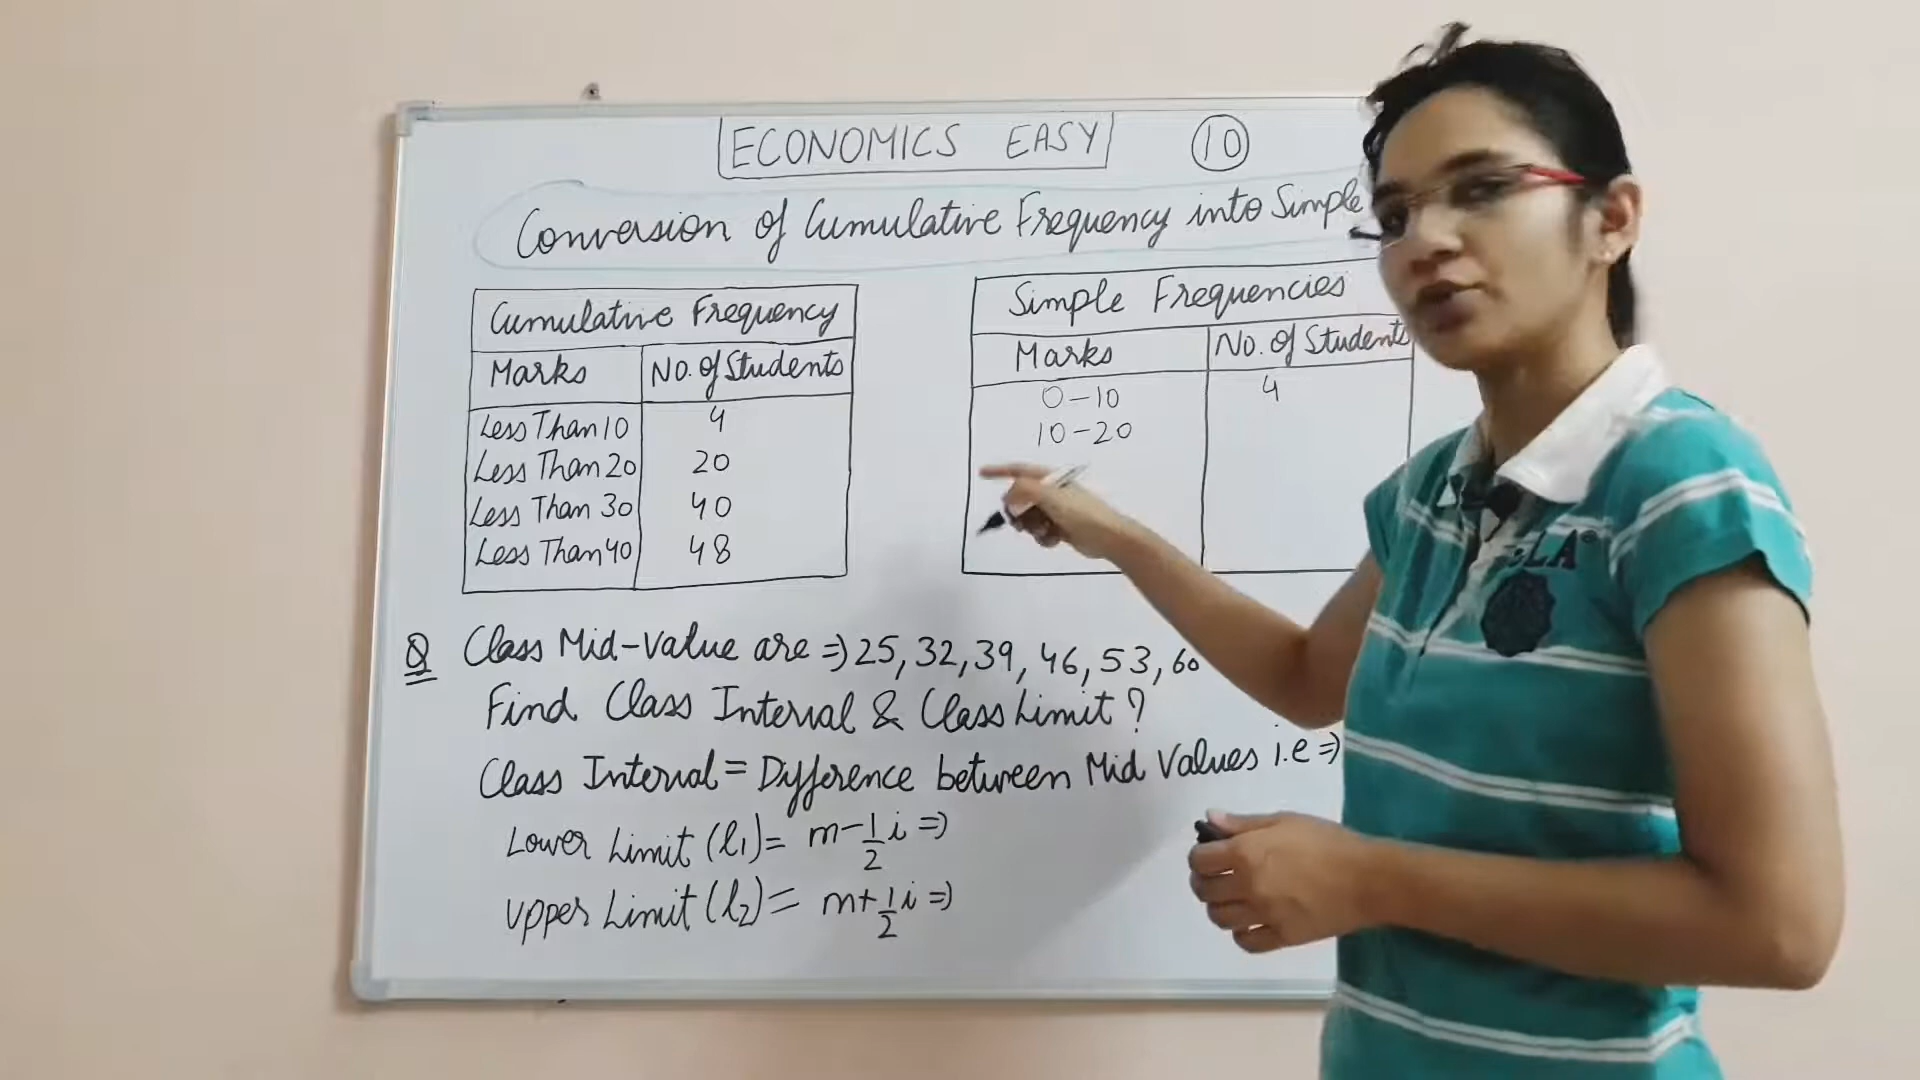 ECONOMICS EASY 10
Conversion of Cumulative Frequency into Simple
Cumulative Frequency
Marks No. of Students
Less Than 10 4
Less Than 20 20
Less Than 30 40
Less Than 40 48
Simple Frequencies
Marks No. of Students
0-10 4
10-20
Q Class Mid-Value are ⇒ 25, 32, 39, 46, 53, 60
Find Class Interval & Class Limit ?
Class Interval = Difference between Mid Values i.e ⇒
Lower Limit (l₁) = m - 1/2 i ⇒
Upper Limit (l₂) = m + 1/2 i ⇒